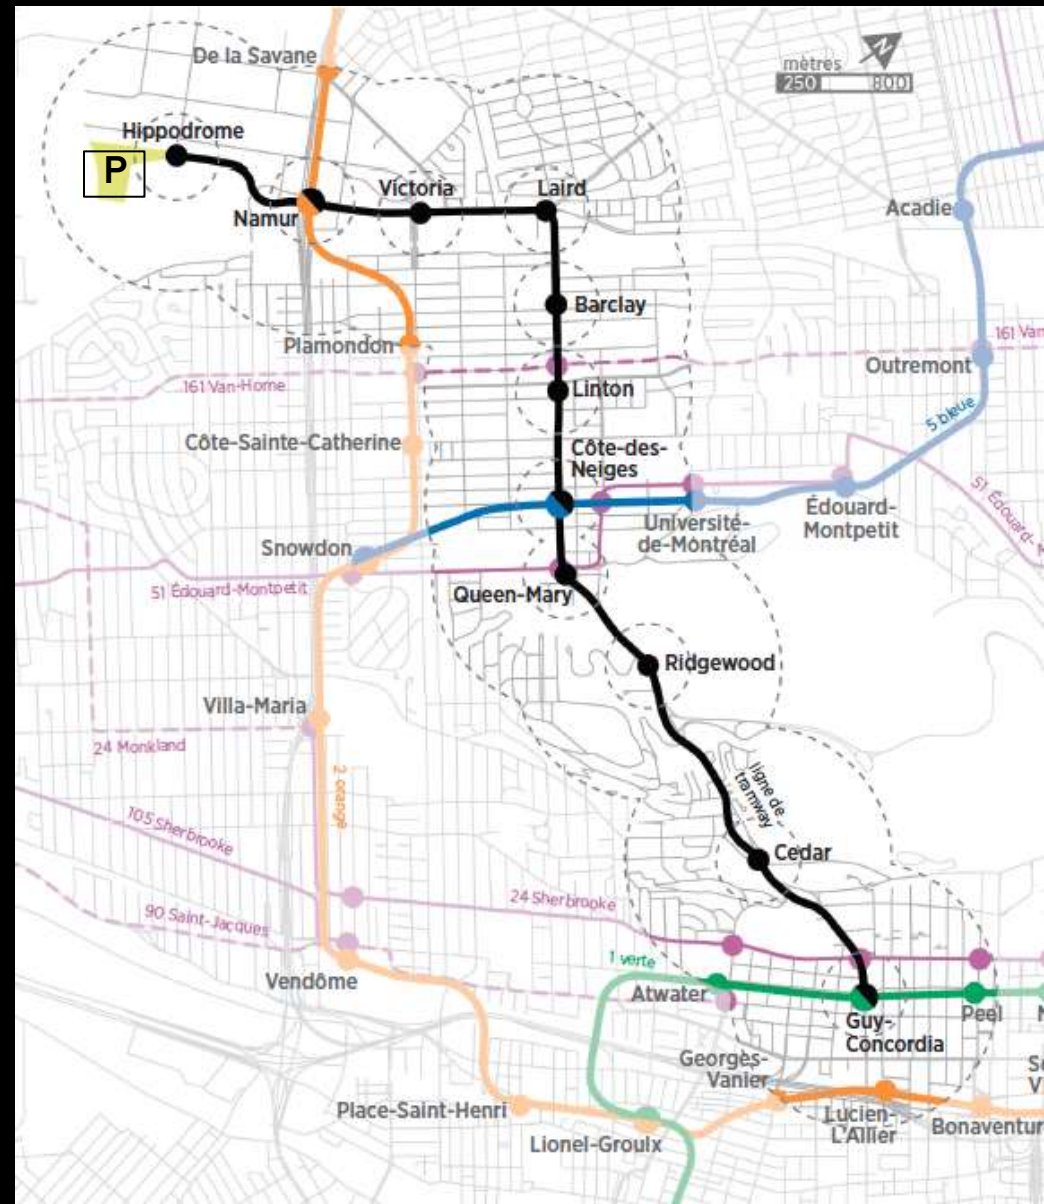 De la Savane
N
mètres
250 800
Hippodrome
P
Victoria
Laird
Namur
Acadie
Barclay
Plamondon
161 Van
Outremont
161 Van-Horne
Linton
5 bleue
Côte-Sainte-Catherine
Côte-des-
Neiges
Édouard-
Montpetit
Université-
de-Montréal
51 Édouard-M
Snowdon
51 Édouard-Montpetit
Queen-Mary
Ridgewood
Villa-Maria
24 Monkland
2 orange
ligne de
tramway
105 Sherbrooke
Cedar
24 Sherbrooke
90 Saint-Jacques
1 verte
Vendôme
Atwater
Guy-
Concordia
Peel
Georges-
Vanier
Place-Saint-Henri
Lucien-
L'Allier
Bonaventur
Lionel-Groulx